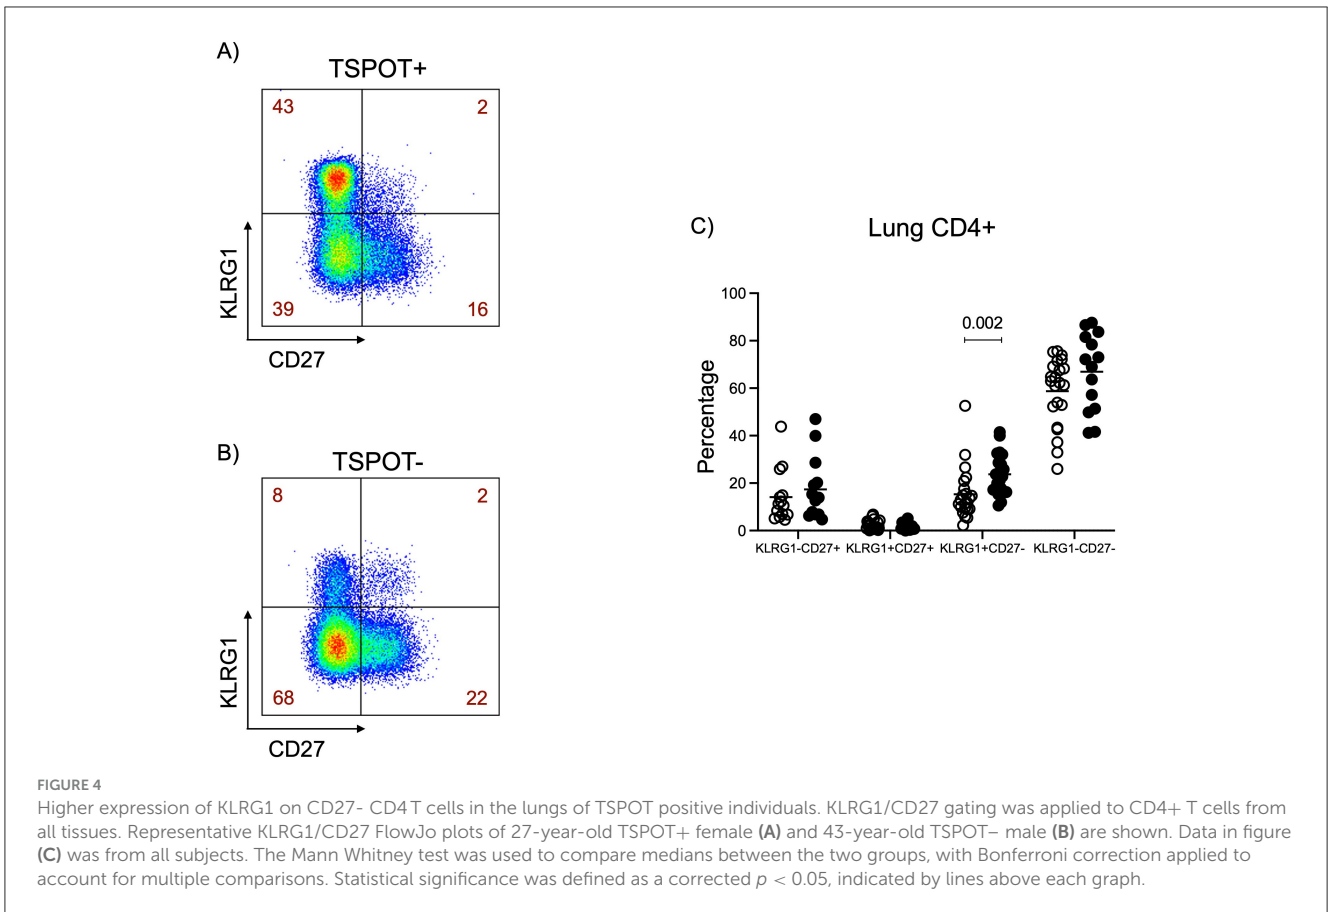 A)
TSPOT+
43
2
KLRG1
39
16
CD27
B)
TSPOT-
8
2
KLRG1
68
22
CD27
C)
Lung CD4+
100
80
60
40
20
0
Percentage
0.002
KLRG1-CD27+ KLRG1+CD27+ KLRG1+CD27- KLRG1-CD27-
FIGURE 4
Higher expression of KLRG1 on CD27- CD4 T cells in the lungs of TSPOT positive individuals. KLRG1/CD27 gating was applied to CD4+ T cells from
all tissues. Representative KLRG1/CD27 FlowJo plots of 27-year-old TSPOT+ female (A) and 43-year-old TSPOT− male (B) are shown. Data in figure
(C) was from all subjects. The Mann Whitney test was used to compare medians between the two groups, with Bonferroni correction applied to
account for multiple comparisons. Statistical significance was defined as a corrected p < 0.05, indicated by lines above each graph.